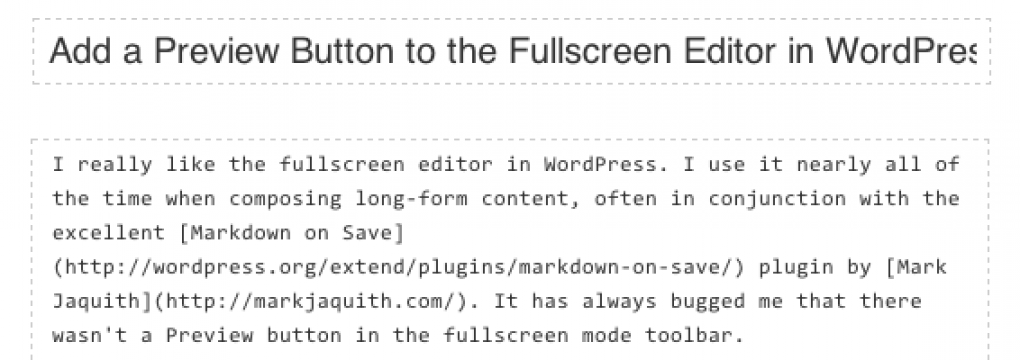 Add a Preview Button to the Fullscreen Editor in WordPres
I really like the fullscreen editor in WordPress. I use it nearly all of
the time when composing long-form content, often in conjunction with the
excellent [Markdown on Save]
(http://wordpress.org/extend/plugins/markdown-on-save/) plugin by [Mark
Jaquith](http://markjaquith.com/). It has always bugged me that there
wasn't a Preview button in the fullscreen mode toolbar.